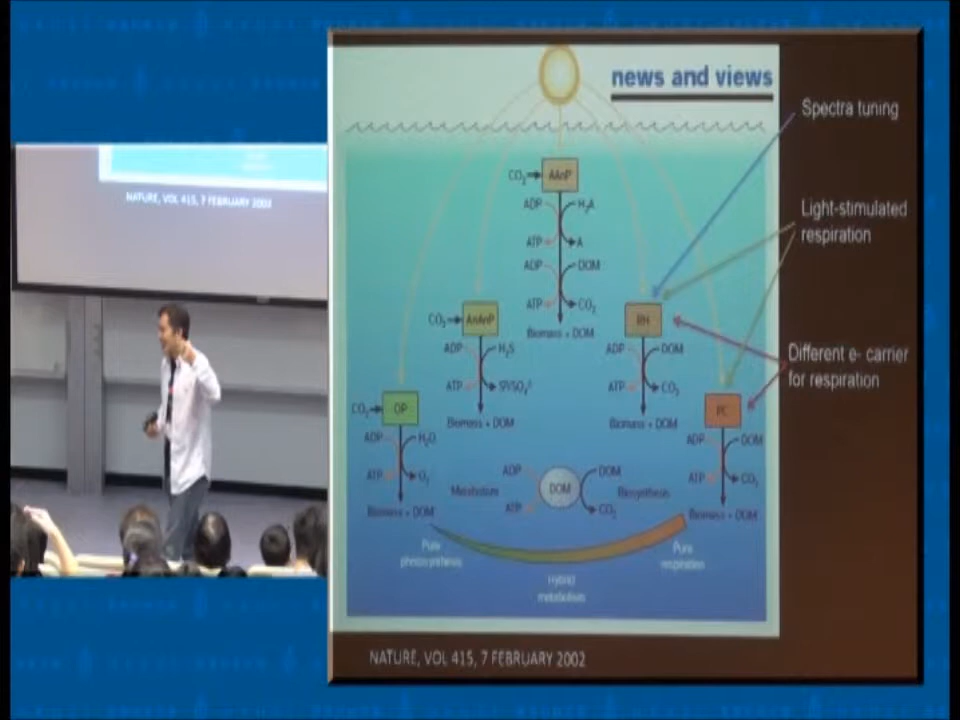 news and views
Spectra tuning
CO₂
AAnP
ADP
H₂A
ATP
A
ADP
DOM
ATP
CO₂
Biomass + DOM
Light-stimulated
respiration
CO₂
AnAnP
ADP
H₂S
ATP
Biomass + DOM
RH
ADP
DOM
ATP
CO₂
Biomass + DOM
Different e- carrier
for respiration
CO₂
OP
ADP
H₂O
ATP
O₂
Biomass + DOM
ADP
DOM
ATP
CO₂
Biomass + DOM
Metabolism
ADP
ATP
DOM
DOM
CO₂
Biosynthesis
Pure
photosynthesis
Hybrid
metabolism
Pure
respiration
NATURE, VOL 415, 7 FEBRUARY 2002
NATURE, VOL 415, 7 FEBRUARY 2002